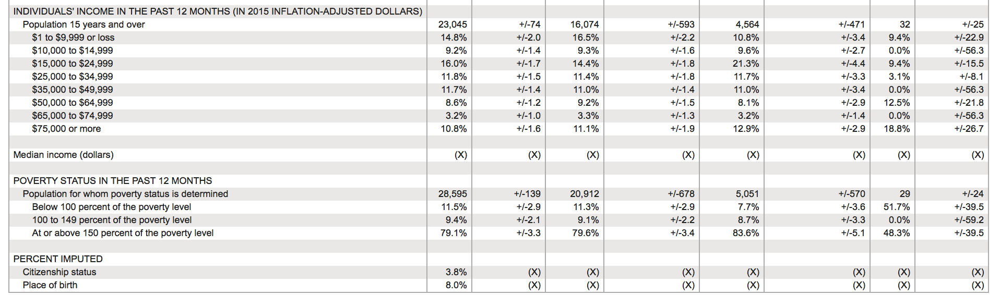 INDIVIDUALS' INCOME IN THE PAST 12 MONTHS (IN 2015 INFLATION-ADJUSTED DOLLARS)
Population 15 years and over 23,045 +/-74 16,074 +/-593 4,564 +/-471 32 +/-25
$1 to $9,999 or loss 14.8% +/-2.0 16.5% +/-2.2 10.8% +/-3.4 9.4% +/-22.9
$10,000 to $14,999 9.2% +/-1.4 9.3% +/-1.6 9.6% +/-2.7 0.0% +/-56.3
$15,000 to $24,999 16.0% +/-1.7 14.4% +/-1.8 21.3% +/-4.4 9.4% +/-15.5
$25,000 to $34,999 11.8% +/-1.5 11.4% +/-1.8 11.7% +/-3.3 3.1% +/-8.1
$35,000 to $49,999 11.7% +/-1.4 11.0% +/-1.4 11.0% +/-3.4 0.0% +/-56.3
$50,000 to $64,999 8.6% +/-1.2 9.2% +/-1.5 8.1% +/-2.9 12.5% +/-21.8
$65,000 to $74,999 3.2% +/-1.0 3.3% +/-1.3 3.2% +/-1.4 0.0% +/-56.3
$75,000 or more 10.8% +/-1.6 11.1% +/-1.9 12.9% +/-2.9 18.8% +/-26.7
Median income (dollars) (X) (X) (X) (X) (X) (X) (X) (X)
POVERTY STATUS IN THE PAST 12 MONTHS
Population for whom poverty status is determined 28,595 +/-139 20,912 +/-678 5,051 +/-570 29 +/-24
Below 100 percent of the poverty level 11.5% +/-2.9 11.3% +/-2.9 7.7% +/-3.6 51.7% +/-39.5
100 to 149 percent of the poverty level 9.4% +/-2.1 9.1% +/-2.2 8.7% +/-3.3 0.0% +/-59.2
At or above 150 percent of the poverty level 79.1% +/-3.3 79.6% +/-3.4 83.6% +/-5.1 48.3% +/-39.5
PERCENT IMPUTED
Citizenship status 3.8% (X) (X) (X) (X) (X) (X) (X)
Place of birth 8.0% (X) (X) (X) (X) (X) (X) (X)